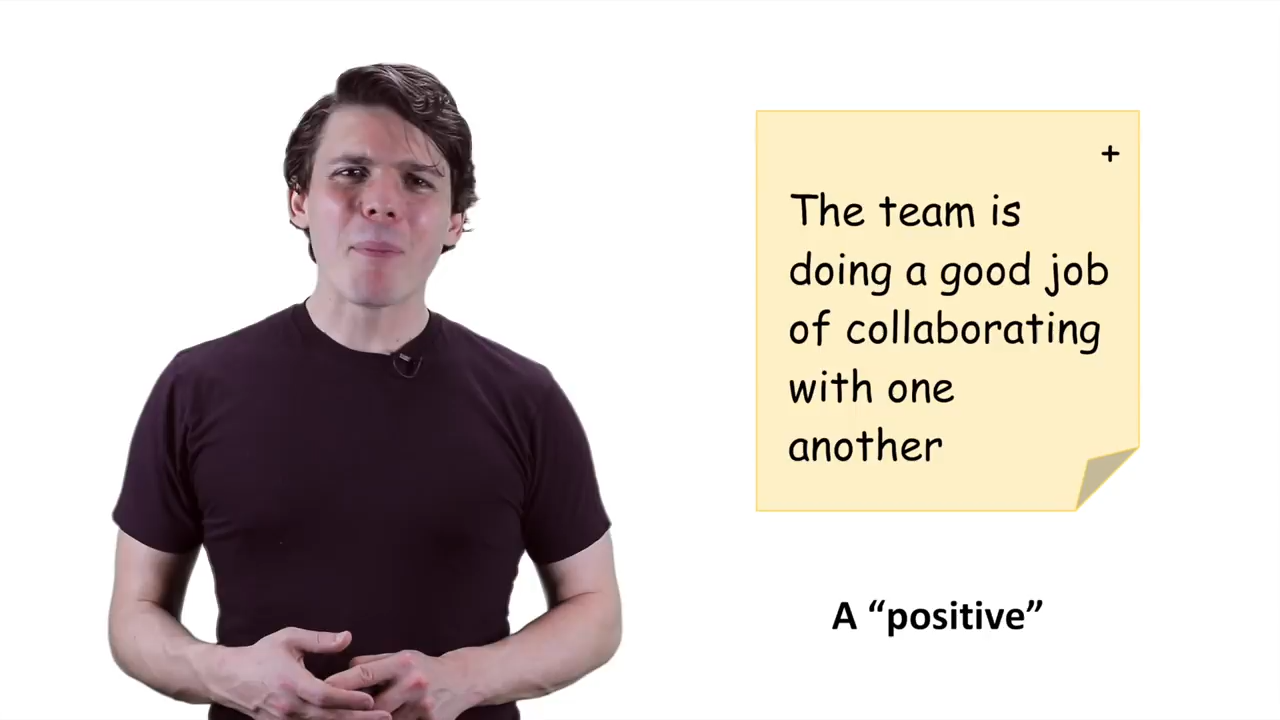 +
The team is
doing a good job
of collaborating
with one
another
A “positive”